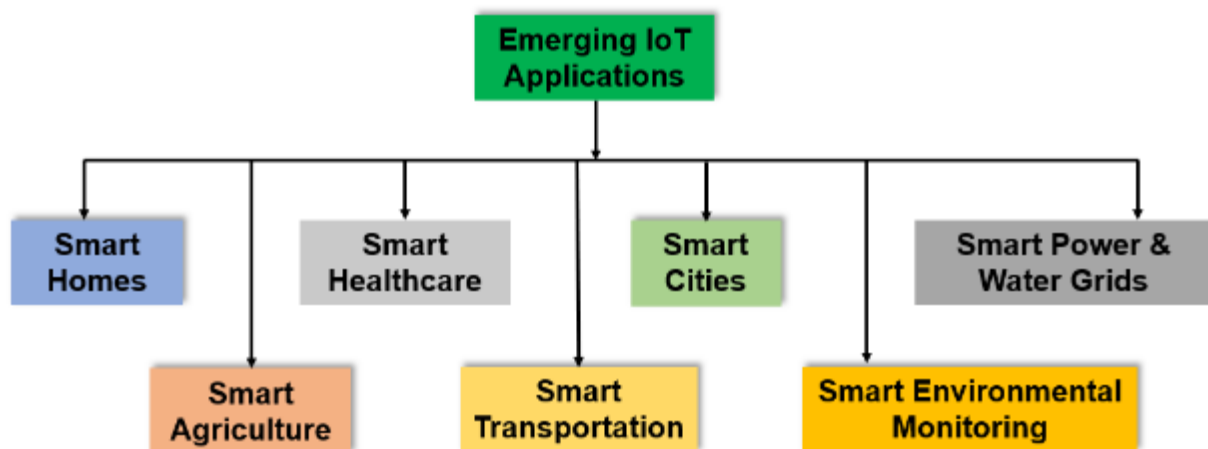 Emerging IoT
Applications
Smart
Homes
Smart
Healthcare
Smart
Cities
Smart Power &
Water Grids
Smart
Agriculture
Smart
Transportation
Smart Environmental
Monitoring